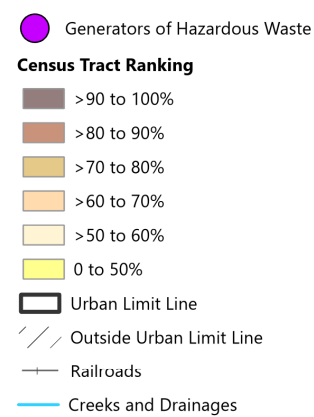 Generators of Hazardous Waste
Census Tract Ranking
>90 to 100%
>80 to 90%
>70 to 80%
>60 to 70%
>50 to 60%
0 to 50%
Urban Limit Line
Outside Urban Limit Line
Railroads
Creeks and Drainages